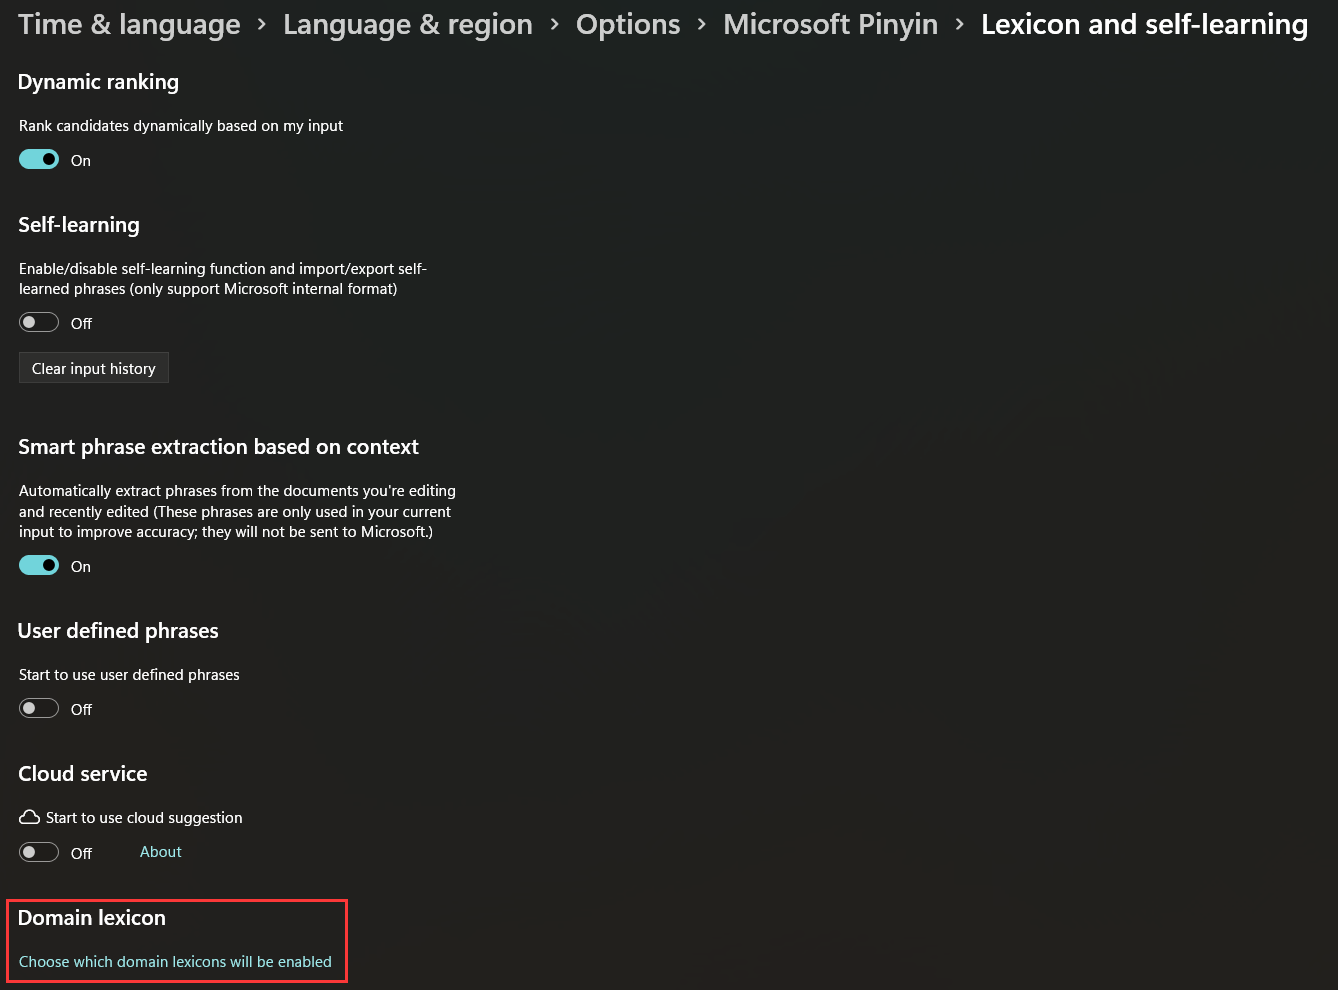 Time & language > Language & region > Options > Microsoft Pinyin > Lexicon and self-learning
Dynamic ranking
Rank candidates dynamically based on my input
On
Self-learning
Enable/disable self-learning function and import/export self-
learned phrases (only support Microsoft internal format)
Off
Clear input history
Smart phrase extraction based on context
Automatically extract phrases from the documents you're editing
and recently edited (These phrases are only used in your current
input to improve accuracy; they will not be sent to Microsoft.)
On
User defined phrases
Start to use user defined phrases
Off
Cloud service
Start to use cloud suggestion
Off About
Domain lexicon
Choose which domain lexicons will be enabled